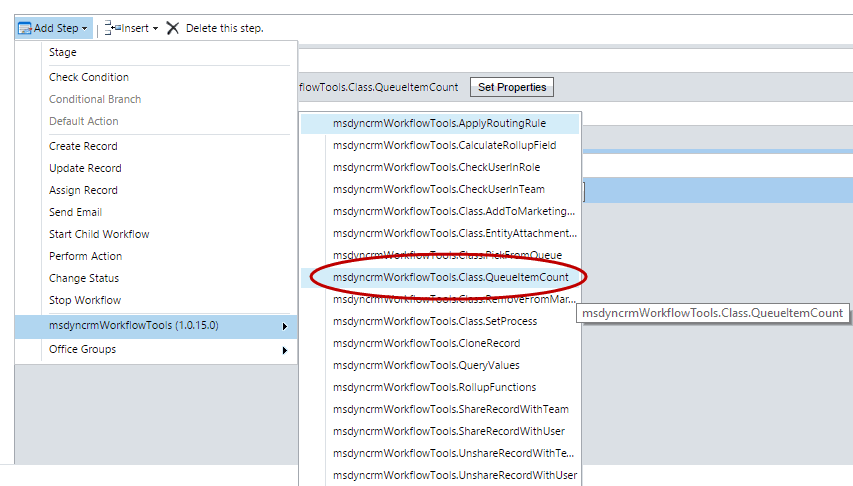 Add Step Insert Delete this step.
Stage
Check Condition
Conditional Branch
Default Action
Create Record
Update Record
Assign Record
Send Email
Start Child Workflow
Perform Action
Change Status
Stop Workflow
msdyncrmWorkflowTools (1.0.15.0)
Office Groups
flowTools.Class.QueueItemCount Set Properties
msdyncrmWorkflowTools.ApplyRoutingRule
msdyncrmWorkflowTools.CalculateRollupField
msdyncrmWorkflowTools.CheckUserInRole
msdyncrmWorkflowTools.CheckUserInTeam
msdyncrmWorkflowTools.Class.AddToMarketing...
msdyncrmWorkflowTools.Class.EntityAttachment...
msdyncrmWorkflowTools.Class.PickFromQueue
msdyncrmWorkflowTools.Class.QueueItemCount
msdyncrmWorkflowTools.Class.RemoveFromMar...
msdyncrmWorkflowTools.Class.SetProcess
msdyncrmWorkflowTools.CloneRecord
msdyncrmWorkflowTools.QueryValues
msdyncrmWorkflowTools.RollupFunctions
msdyncrmWorkflowTools.ShareRecordWithTeam
msdyncrmWorkflowTools.ShareRecordWithUser
msdyncrmWorkflowTools.UnshareRecordWithTe...
msdyncrmWorkflowTools.UnshareRecordWithUser
msdyncrmWorkflowTools.Class.QueueItemCount